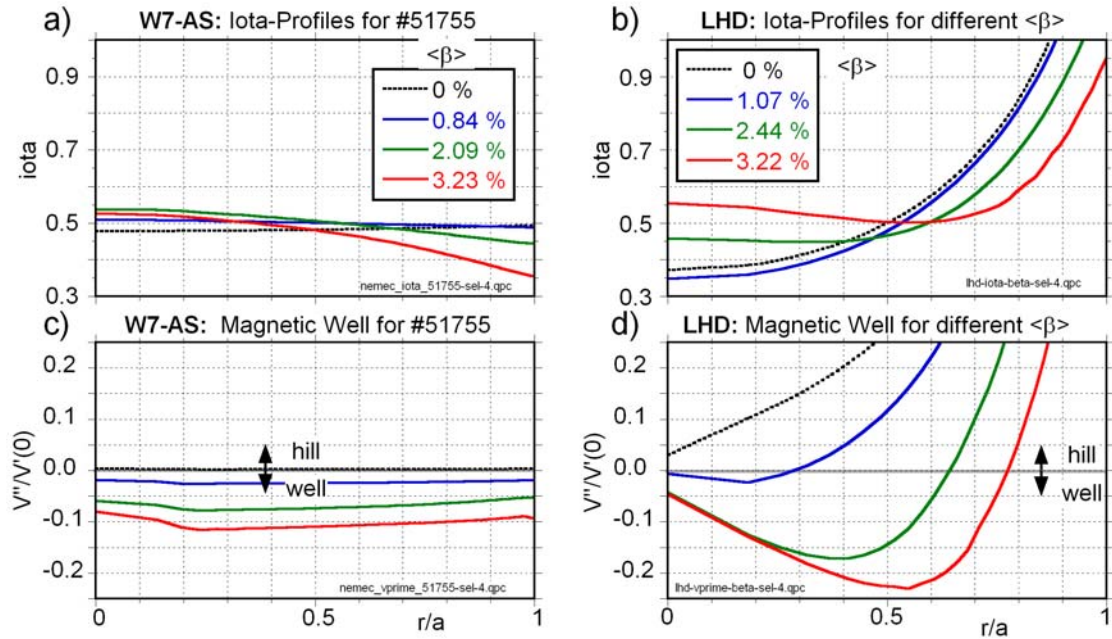 a) W7-AS: Iota-Profiles for #51755
<β>
0 %
0.84 %
2.09 %
3.23 %
0.9
0.7
0.5
0.3
iota
nemec_iota_51755-sel-4.qpc
b) LHD: Iota-Profiles for different <β>
<β>
0 %
1.07 %
2.44 %
3.22 %
0.9
0.7
0.5
0.3
iota
lhd-iota-beta-sel-4.qpc
c) W7-AS: Magnetic Well for #51755
0.2
0.1
0.0
-0.1
-0.2
V"/V'(0)
hill
well
nemec_vprime_51755-sel-4.qpc
0 0.5 r/a 1
d) LHD: Magnetic Well for different <β>
0.2
0.1
0.0
-0.1
-0.2
V"/V'(0)
hill
well
lhd-vprime-beta-sel-4.qpc
0 0.5 r/a 1